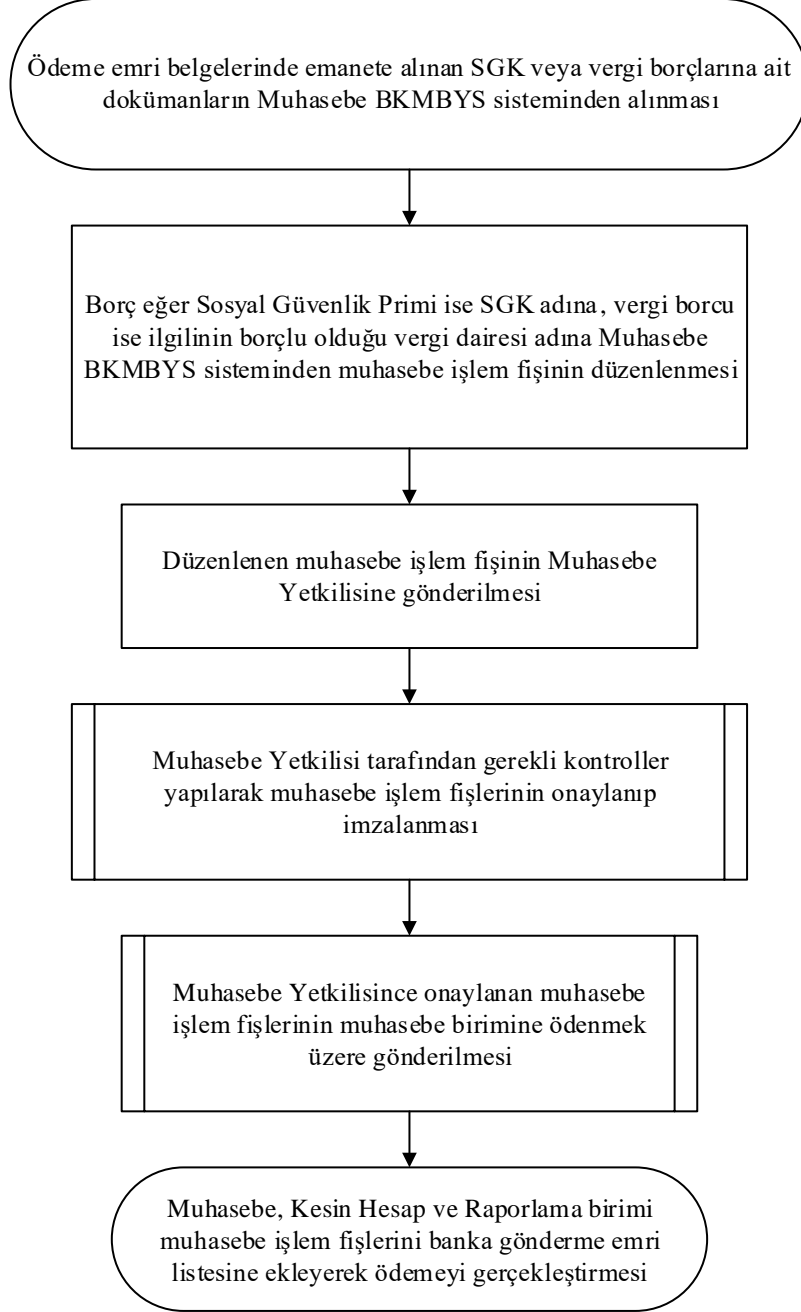 Ödeme emri belgelerinde emanete alınan SGK veya vergi borçlarına ait
dokümanların Muhasebe BKMBYS sisteminden alınması
Borç eğer Sosyal Güvenlik Primi ise SGK adına, vergi borcu
ise ilgilinin borçlu olduğu vergi dairesi adına Muhasebe
BKMBYS sisteminden muhasebe işlem fişinin düzenlenmesi
Düzenlenen muhasebe işlem fişinin Muhasebe
Yetkilisine gönderilmesi
Muhasebe Yetkilisi tarafından gerekli kontroller
yapılarak muhasebe işlem fişlerinin onaylanıp
imzalanması
Muhasebe Yetkilisince onaylanan muhasebe
işlem fişlerinin muhasebe birimine ödenmek
üzere gönderilmesi
Muhasebe, Kesin Hesap ve Raporlama birimi
muhasebe işlem fişlerini banka gönderme emri
listesine ekleyerek ödemeyi gerçekleştirmesi